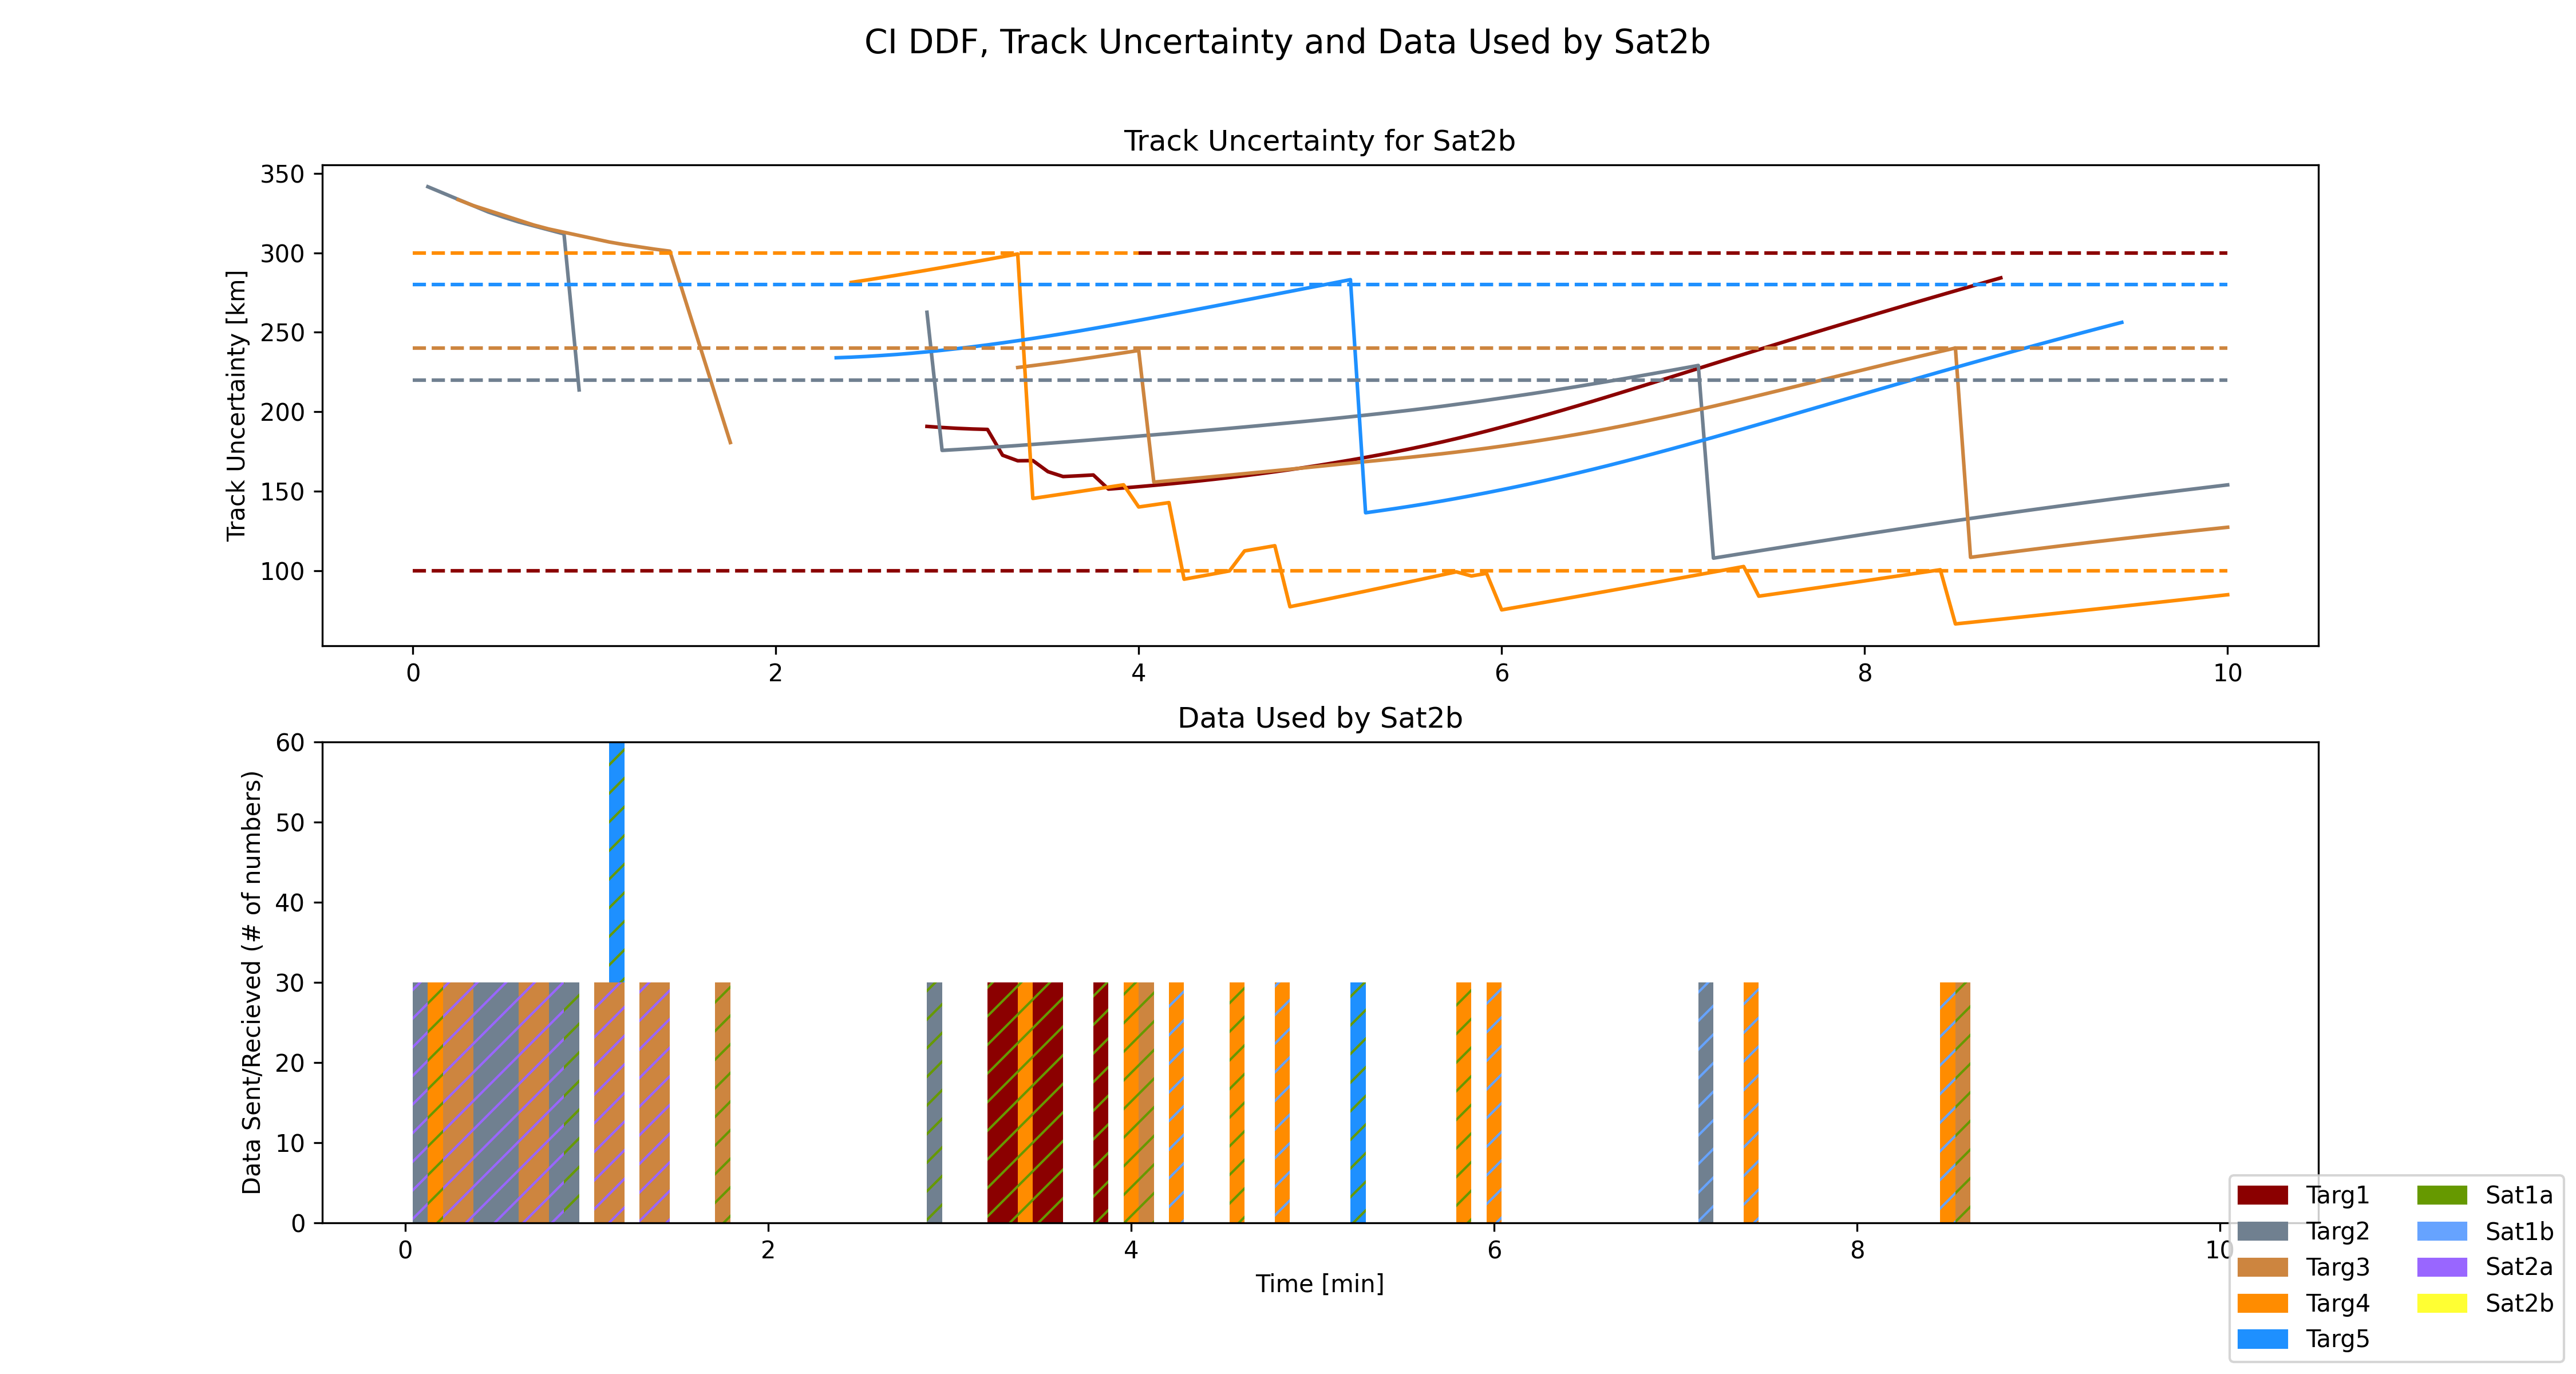 CI DDF, Track Uncertainty and Data Used by Sat2b
Track Uncertainty for Sat2b
Track Uncertainty [km]
350
300
250
200
150
100
0 2 4 6 8 10
Data Used by Sat2b
Data Sent/Recieved (# of numbers)
60
50
40
30
20
10
0
0 2 4 6 8 10
Time [min]
Targ1 Sat1a
Targ2 Sat1b
Targ3 Sat2a
Targ4 Sat2b
Targ5